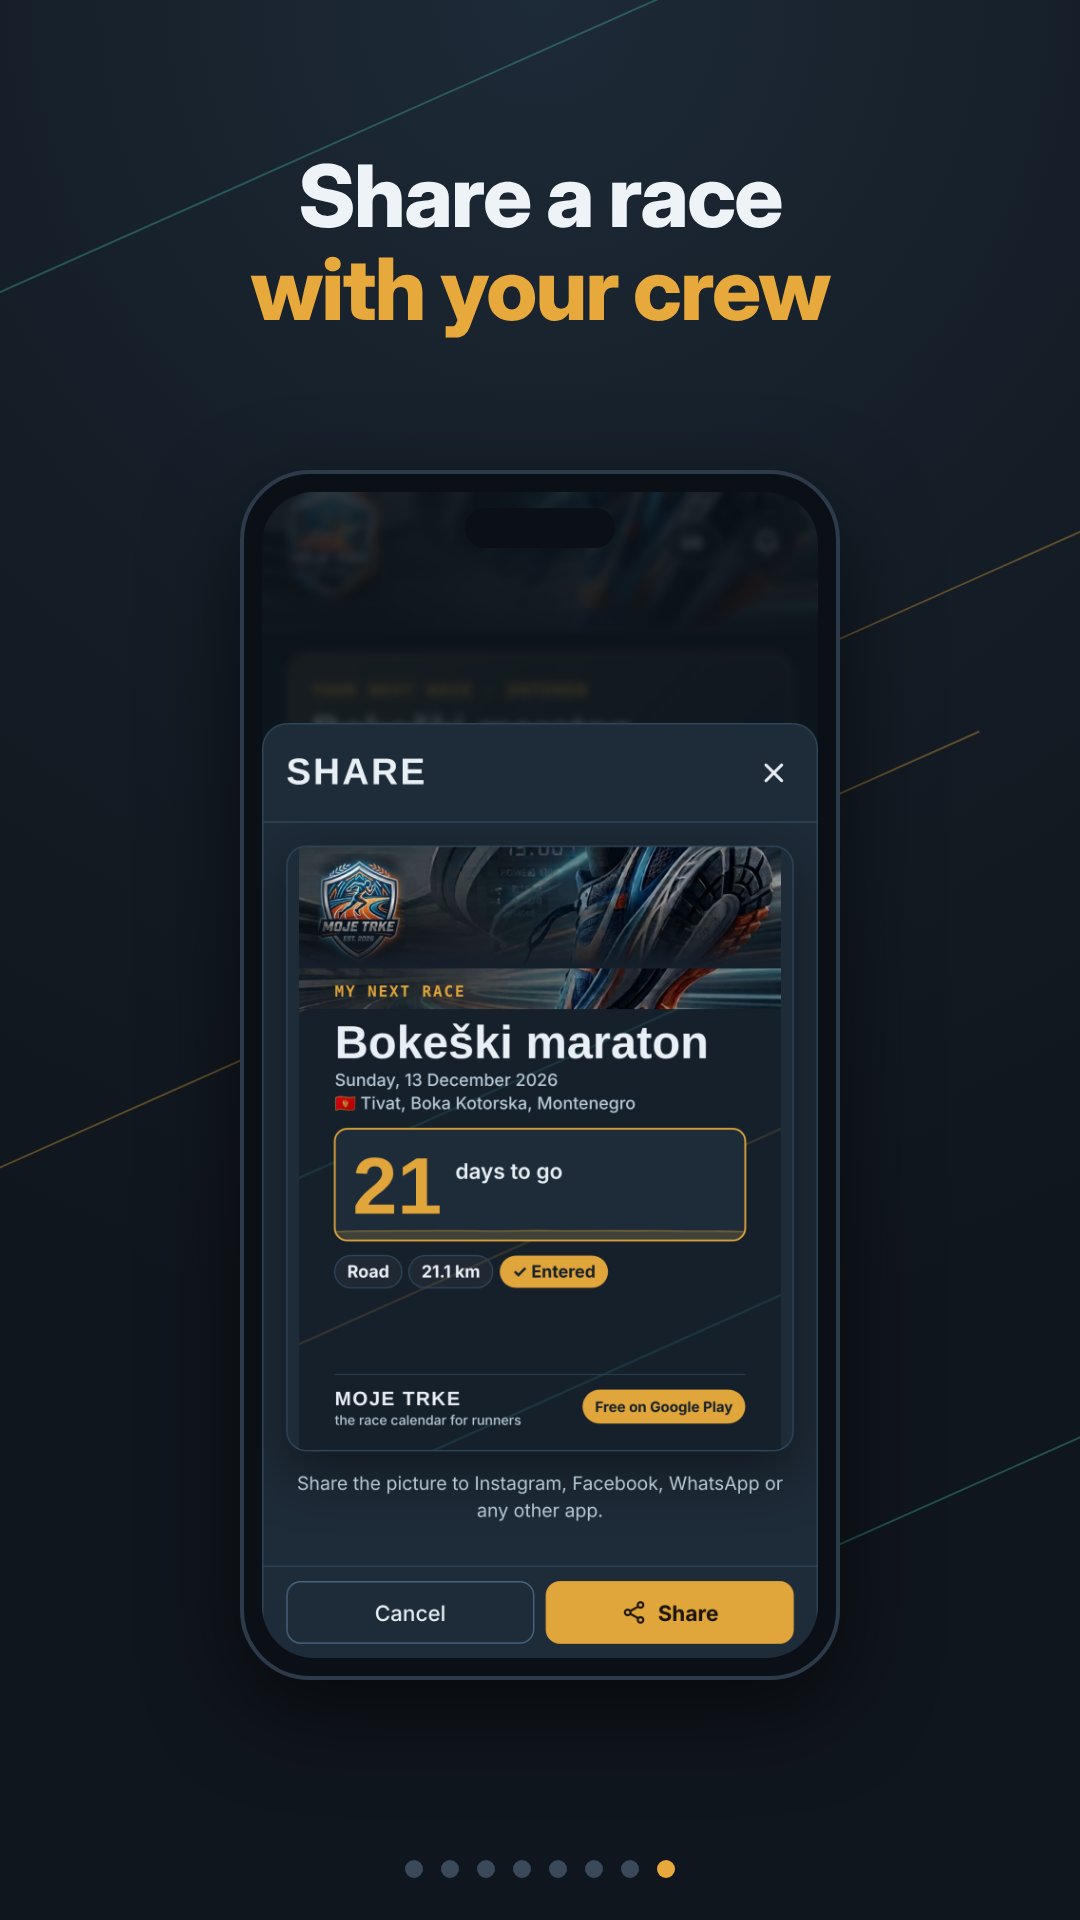 Share a race
with your crew
SHARE
MOJE TRKE
EST. 2026
MY NEXT RACE
Bokeški maraton
Sunday, 13 December 2026
Tivat, Boka Kotorska, Montenegro
21 days to go
Road 21.1 km ✓ Entered
MOJE TRKE
the race calendar for runners
Free on Google Play
Share the picture to Instagram, Facebook, WhatsApp or
any other app.
Cancel Share